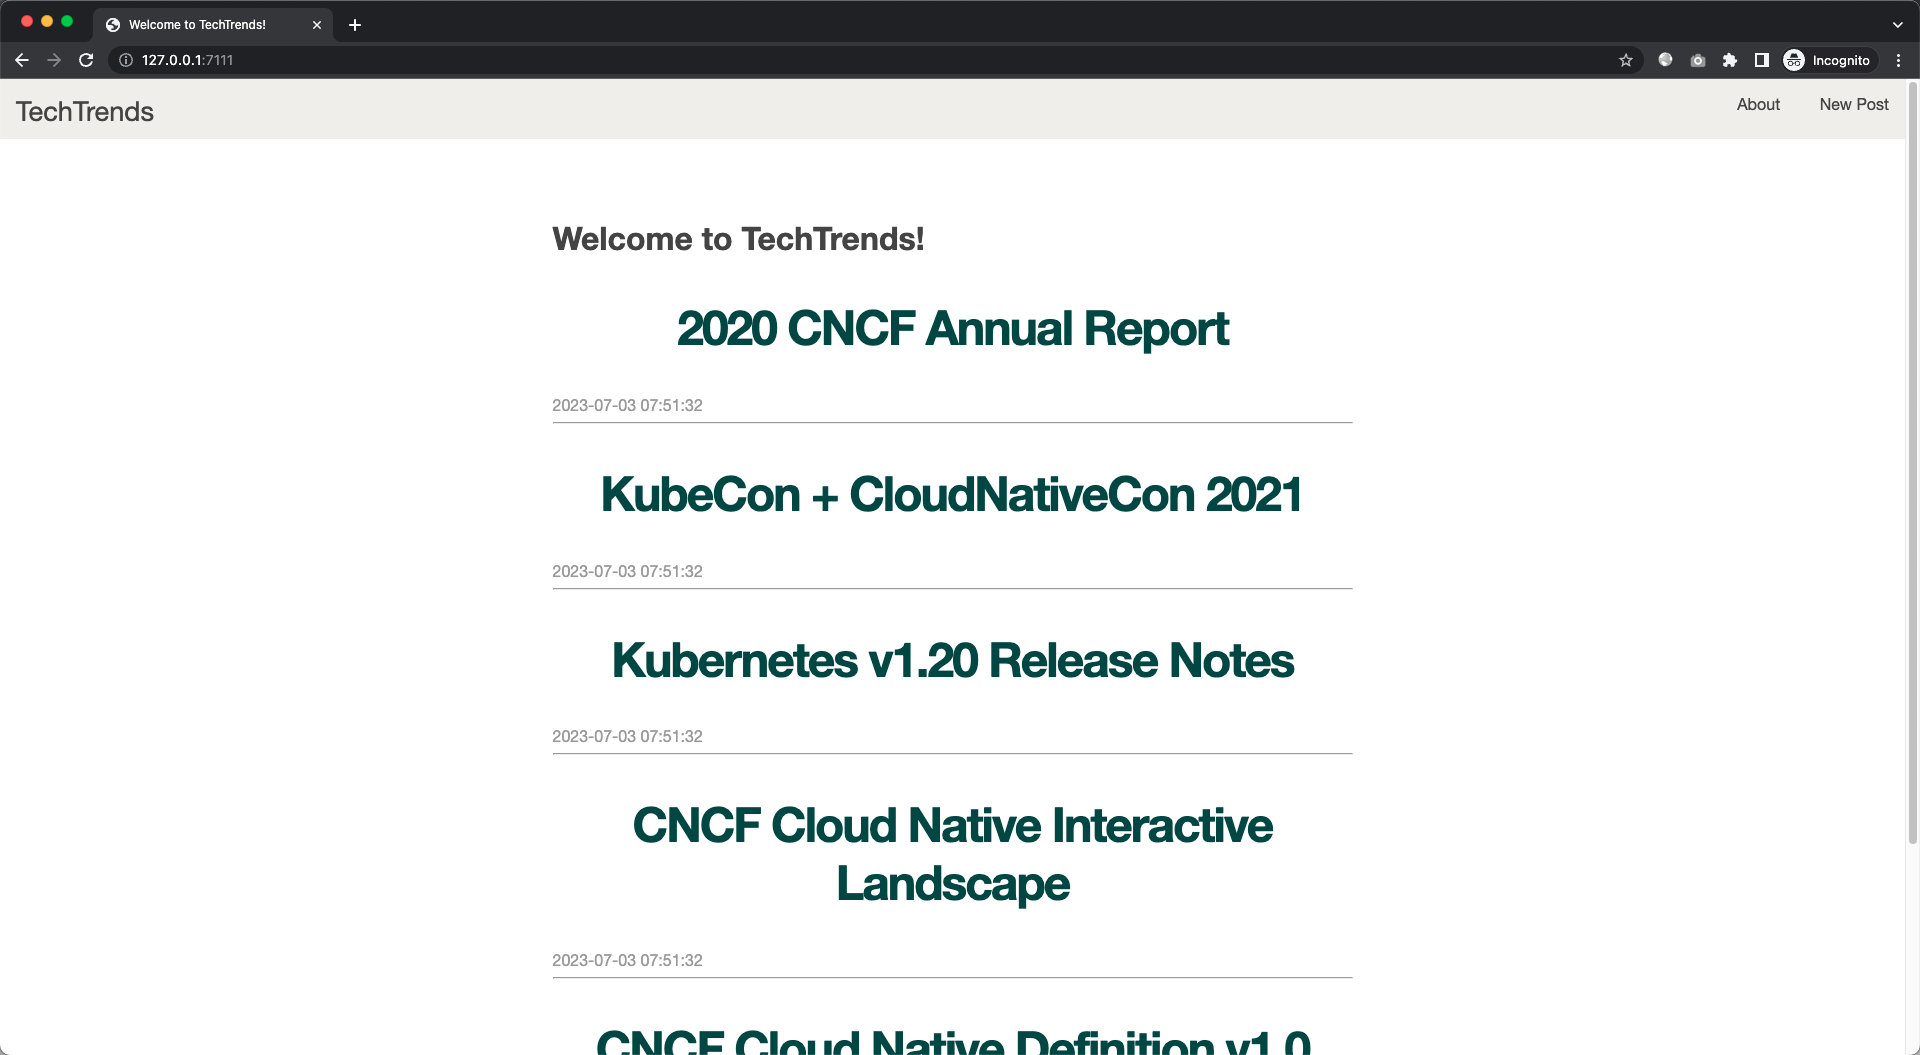 Welcome to TechTrends!
127.0.0.1:7111
Incognito
TechTrends
About
New Post
Welcome to TechTrends!
2020 CNCF Annual Report
2023-07-03 07:51:32
KubeCon + CloudNativeCon 2021
2023-07-03 07:51:32
Kubernetes v1.20 Release Notes
2023-07-03 07:51:32
CNCF Cloud Native Interactive
Landscape
2023-07-03 07:51:32
CNCF Cloud Native Definition v1.0